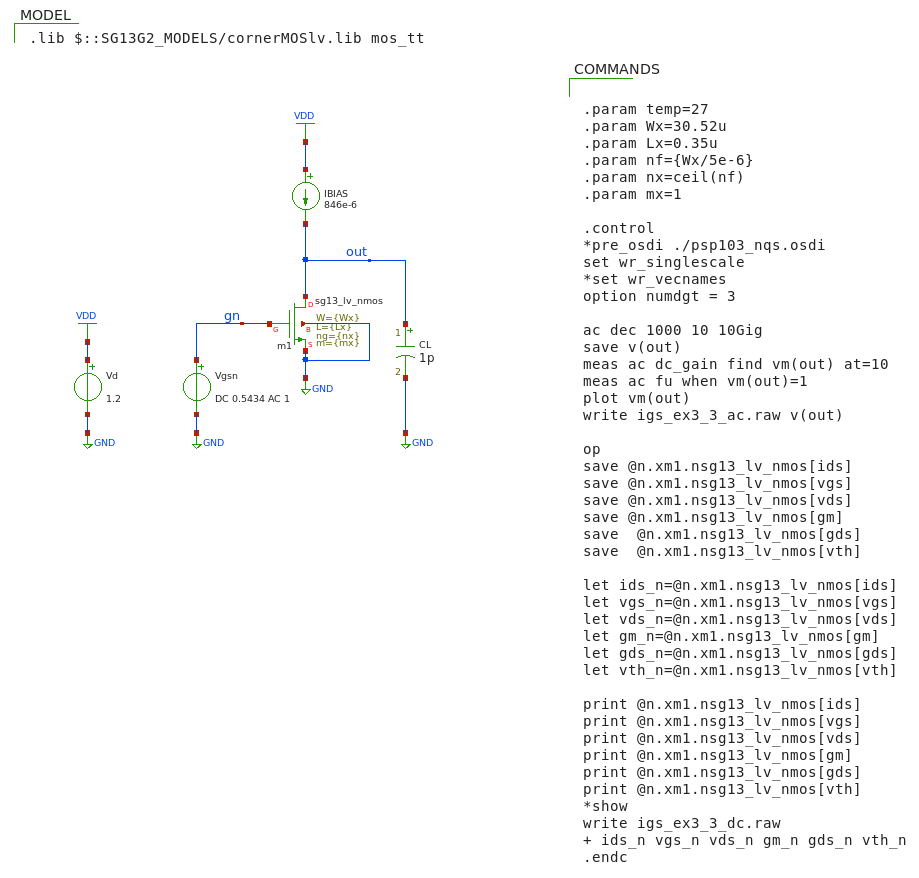 MODEL
.lib $::SG13G2_MODELS/cornerMOSlv.lib mos_tt
COMMANDS
.param temp=27
.param Wx=30.52u
.param Lx=0.35u
.param nf={Wx/5e-6}
.param nx=ceil(nf)
.param mx=1
.control
*pre_osdi ./psp103_nqs.osdi
set wr_singlescale
*set wr_vecnames
option numdgt = 3
ac dec 1000 10 10Gig
save v(out)
meas ac dc_gain find vm(out) at=10
meas ac fu when vm(out)=1
plot vm(out)
write igs_ex3_3_ac.raw v(out)
op
save @n.xm1.nsg13_lv_nmos[ids]
save @n.xm1.nsg13_lv_nmos[vgs]
save @n.xm1.nsg13_lv_nmos[vds]
save @n.xm1.nsg13_lv_nmos[gm]
save  @n.xm1.nsg13_lv_nmos[gds]
save  @n.xm1.nsg13_lv_nmos[vth]
let ids_n=@n.xm1.nsg13_lv_nmos[ids]
let vgs_n=@n.xm1.nsg13_lv_nmos[vgs]
let vds_n=@n.xm1.nsg13_lv_nmos[vds]
let gm_n=@n.xm1.nsg13_lv_nmos[gm]
let gds_n=@n.xm1.nsg13_lv_nmos[gds]
let vth_n=@n.xm1.nsg13_lv_nmos[vth]
print @n.xm1.nsg13_lv_nmos[ids]
print @n.xm1.nsg13_lv_nmos[vgs]
print @n.xm1.nsg13_lv_nmos[vds]
print @n.xm1.nsg13_lv_nmos[gm]
print @n.xm1.nsg13_lv_nmos[gds]
print @n.xm1.nsg13_lv_nmos[vth]
*show
write igs_ex3_3_dc.raw
+ ids_n vgs_n vds_n gm_n gds_n vth_n
.endc
VDD
+
IBIAS
846e-6
out
D
sg13_lv_nmos
gn
G
B
S
W={Wx}
L={Lx}
ng={nx}
m={mx}
m1
GND
1
+
CL
1p
2
GND
VDD
+
Vd
1.2
GND
+
Vgsn
DC 0.5434 AC 1
GND